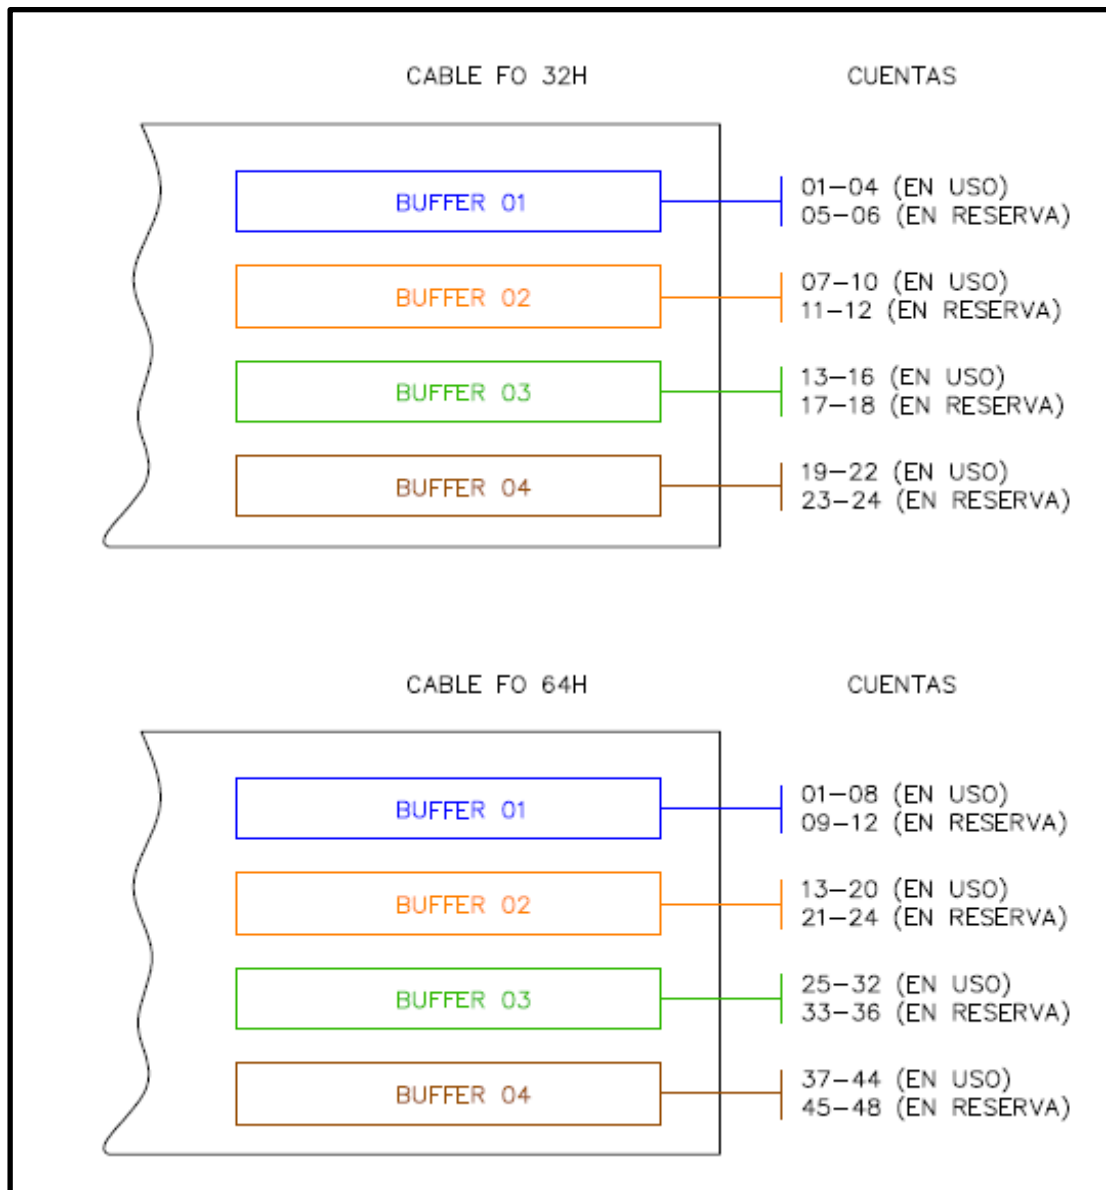 CABLE FO 32H CUENTAS
BUFFER 01
01-04 (EN USO)
05-06 (EN RESERVA)
BUFFER 02
07-10 (EN USO)
11-12 (EN RESERVA)
BUFFER 03
13-16 (EN USO)
17-18 (EN RESERVA)
BUFFER 04
19-22 (EN USO)
23-24 (EN RESERVA)
CABLE FO 64H CUENTAS
BUFFER 01
01-08 (EN USO)
09-12 (EN RESERVA)
BUFFER 02
13-20 (EN USO)
21-24 (EN RESERVA)
BUFFER 03
25-32 (EN USO)
33-36 (EN RESERVA)
BUFFER 04
37-44 (EN USO)
45-48 (EN RESERVA)